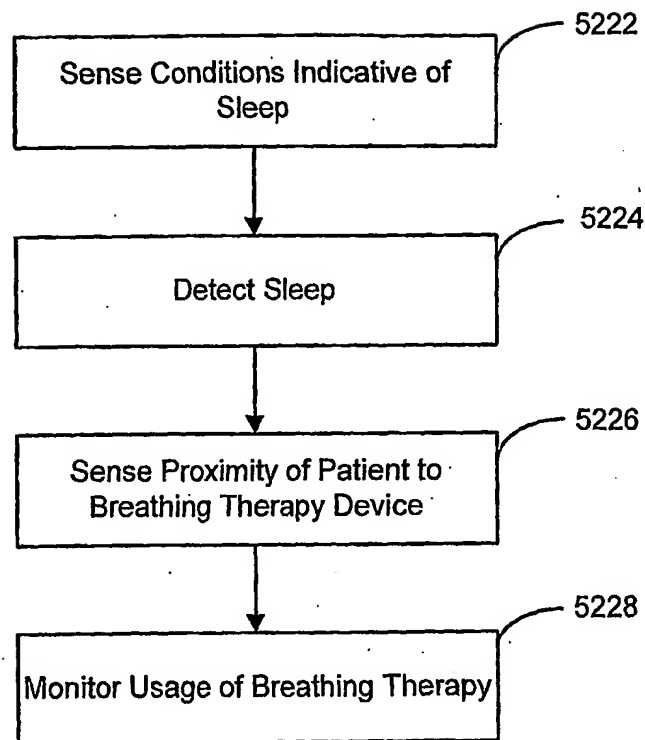 5222
Sense Conditions Indicative of
Sleep
5224
Detect Sleep
5226
Sense Proximity of Patient to
Breathing Therapy Device
5228
Monitor Usage of Breathing Therapy